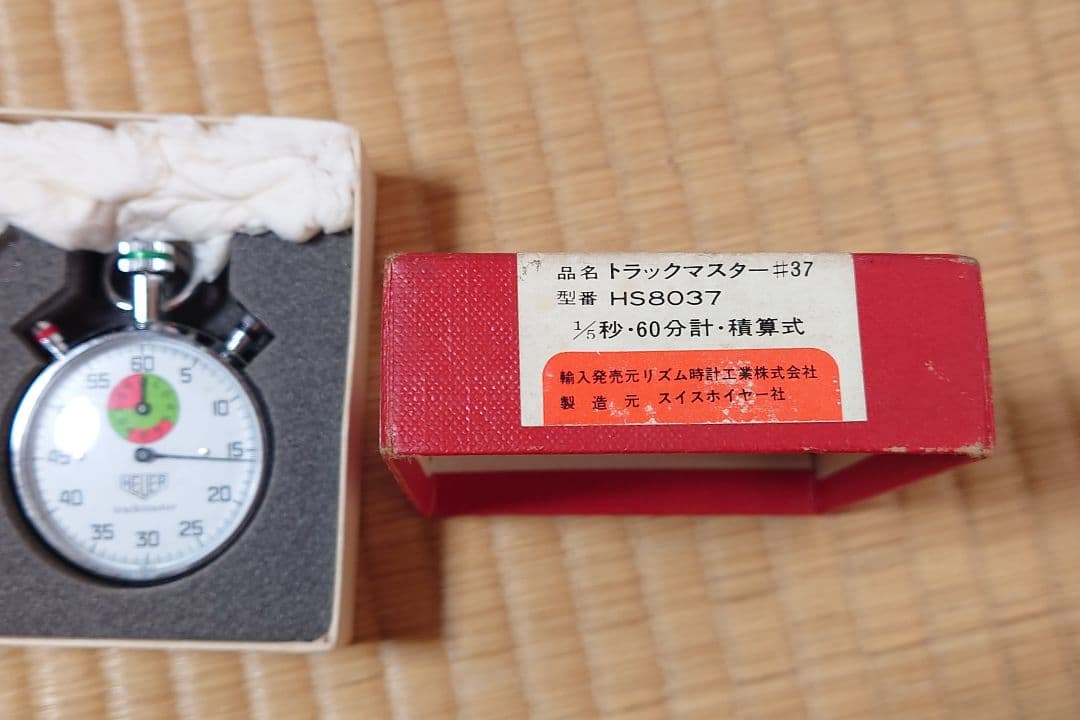 品名 トラックマスター♯37
型番 HS8037
1/5秒・60分計・積算式
輸入発売元リズム時計工業株式会社
製造元 スイスホイヤー社
60
55
5
10
15
45
20
40
25
35
30
HEUER
trackmaster